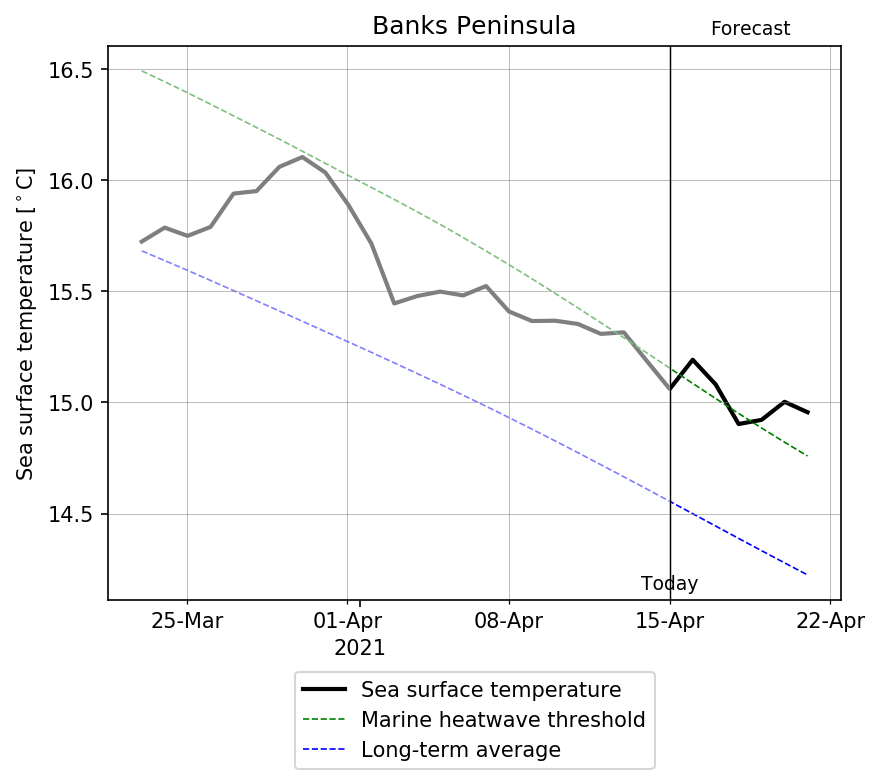 Banks Peninsula
Forecast
Sea surface temperature [°C]
16.5
16.0
15.5
15.0
14.5
Today
25-Mar 01-Apr 08-Apr 15-Apr 22-Apr
2021
Sea surface temperature
Marine heatwave threshold
Long-term average